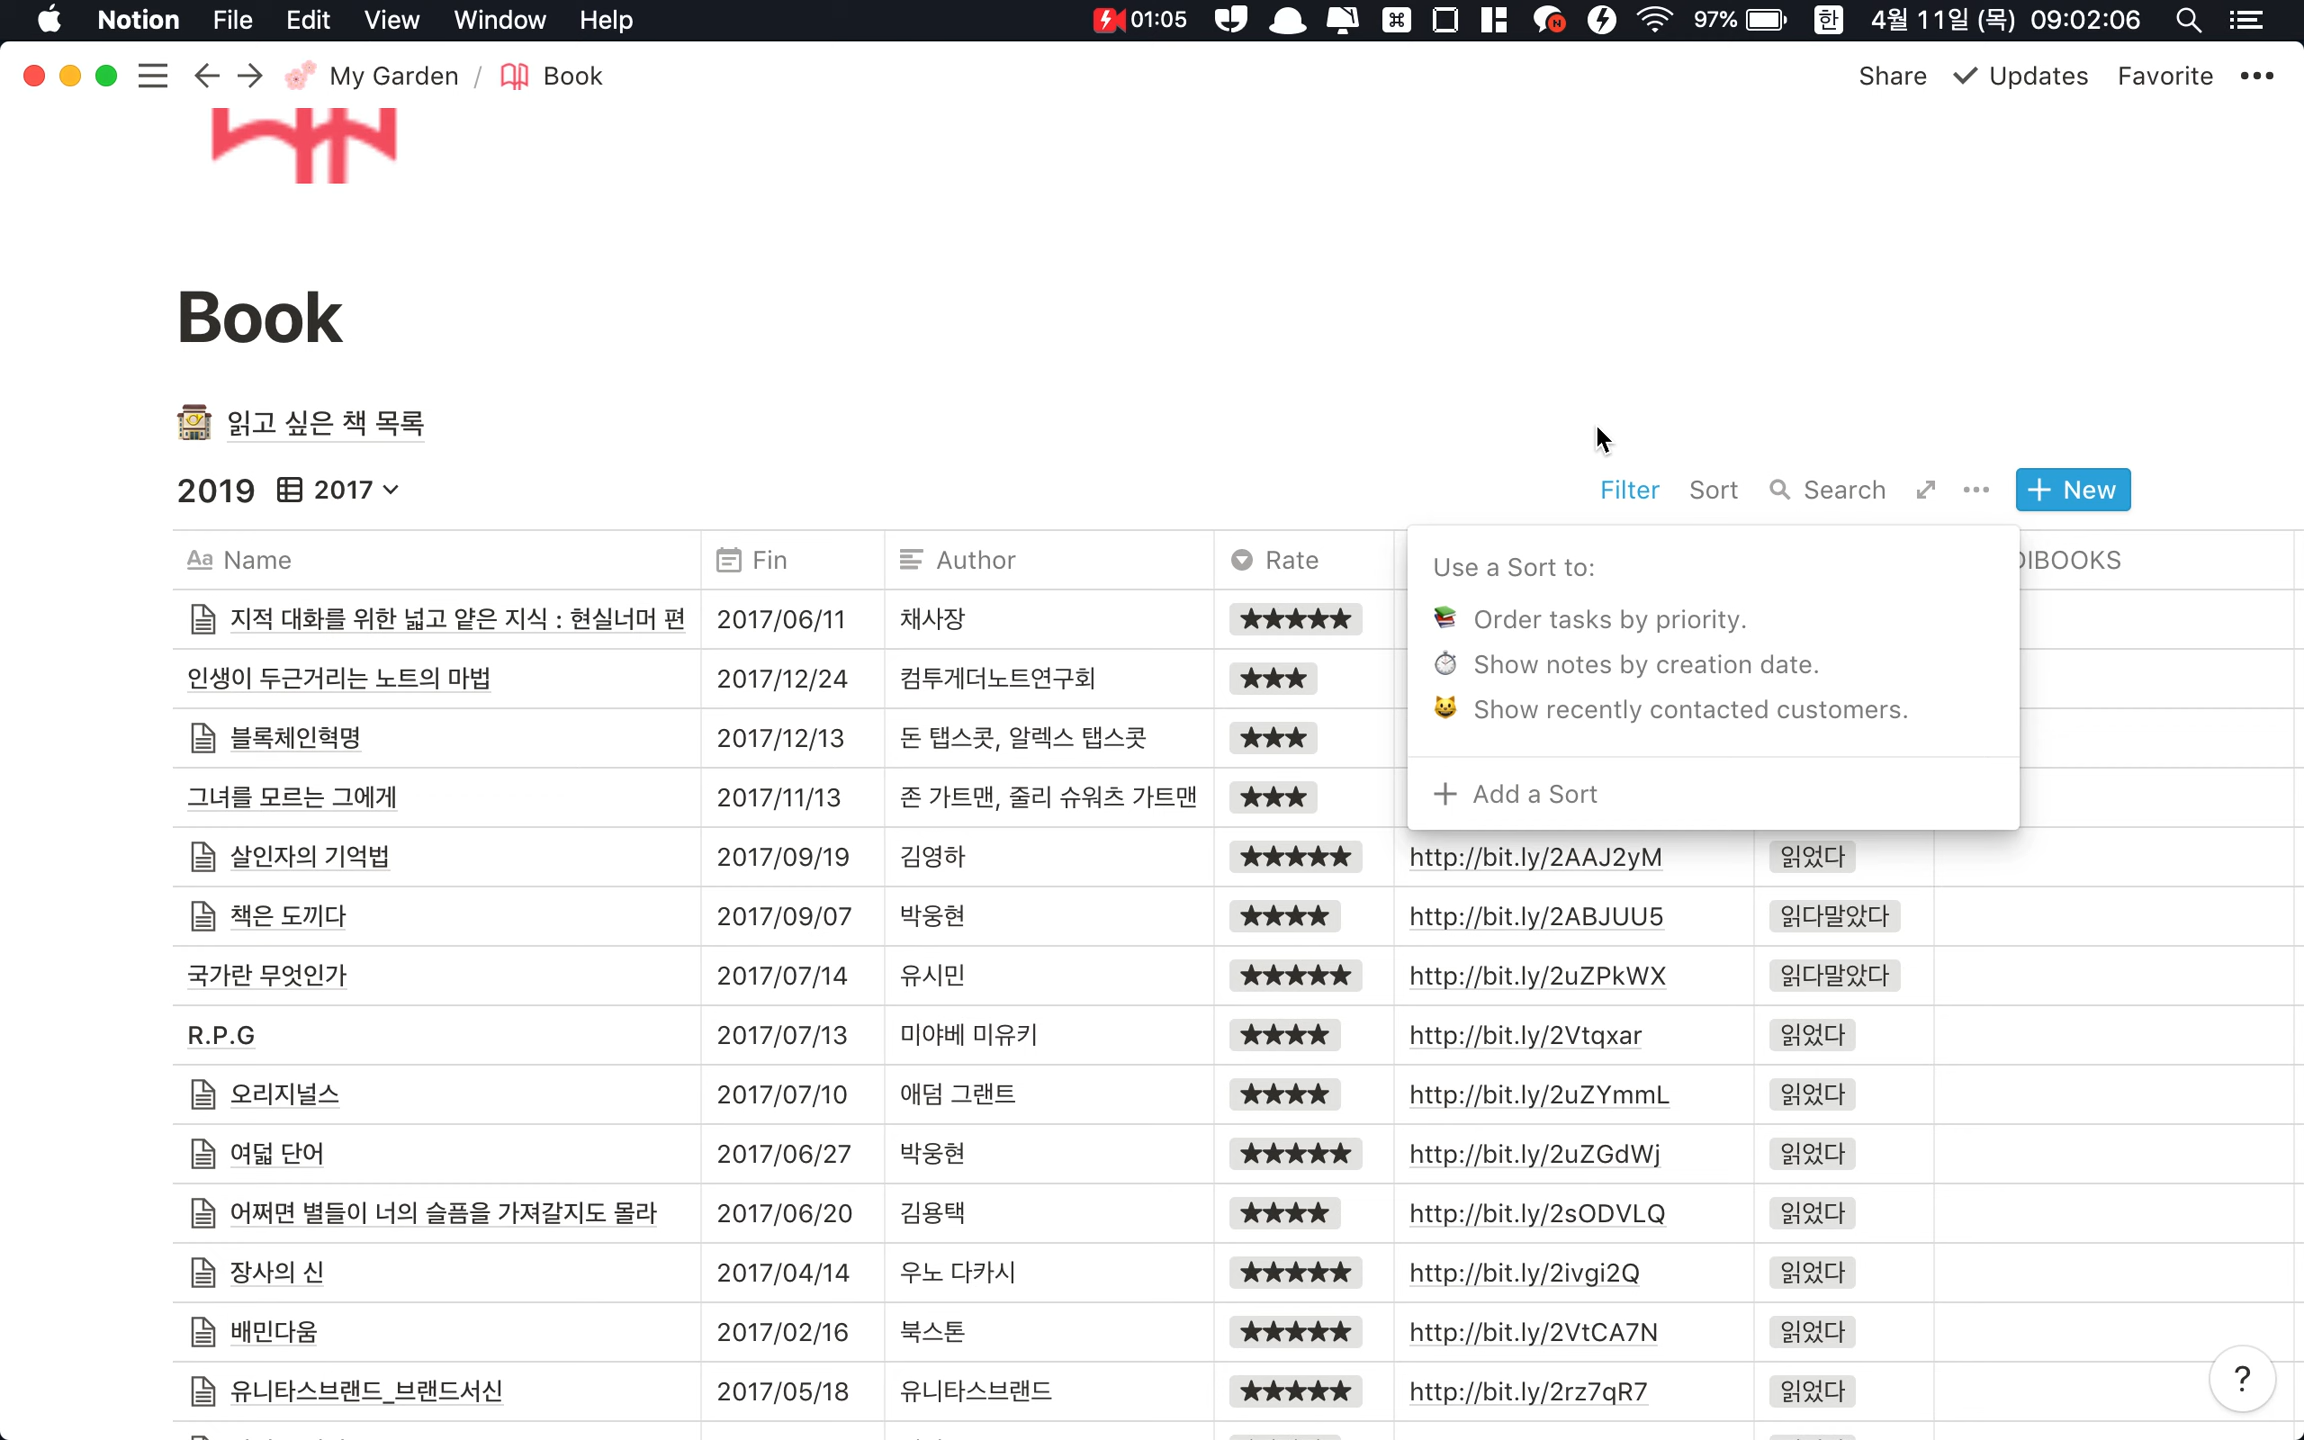 Notion File Edit View Window Help 01:05 97% 한 4월 11일 (목) 09:02:06
My Garden / Book Share Updates Favorite
Book
읽고 싶은 책 목록
2019 2017 Filter Sort Search New
Aa Name Fin Author Rate DIBOOKS
Use a Sort to:
Order tasks by priority.
Show notes by creation date.
Show recently contacted customers.
Add a Sort
지적 대화를 위한 넓고 얕은 지식 : 현실너머 편 2017/06/11 채사장 ★★★★★
인생이 두근거리는 노트의 마법 2017/12/24 컴투게더노트연구회 ★★★
블록체인혁명 2017/12/13 돈 탭스콧, 알렉스 탭스콧 ★★★
그녀를 모르는 그에게 2017/11/13 존 가트맨, 줄리 슈워츠 가트맨 ★★★
살인자의 기억법 2017/09/19 김영하 ★★★★★ http://bit.ly/2AAJ2yM 읽었다
책은 도끼다 2017/09/07 박웅현 ★★★★ http://bit.ly/2ABJUU5 읽다말았다
국가란 무엇인가 2017/07/14 유시민 ★★★★★ http://bit.ly/2uZPkWX 읽다말았다
R.P.G 2017/07/13 미야베 미유키 ★★★★ http://bit.ly/2Vtqxar 읽었다
오리지널스 2017/07/10 애덤 그랜트 ★★★★ http://bit.ly/2uZYmmL 읽었다
여덟 단어 2017/06/27 박웅현 ★★★★★ http://bit.ly/2uZGdWj 읽었다
어쩌면 별들이 너의 슬픔을 가져갈지도 몰라 2017/06/20 김용택 ★★★★ http://bit.ly/2sODVLQ 읽었다
장사의 신 2017/04/14 우노 다카시 ★★★★★ http://bit.ly/2ivgi2Q 읽었다
배민다움 2017/02/16 북스톤 ★★★★★ http://bit.ly/2VtCA7N 읽었다
유니타스브랜드_브랜드서신 2017/05/18 유니타스브랜드 ★★★★★ http://bit.ly/2rz7qR7 읽었다
?